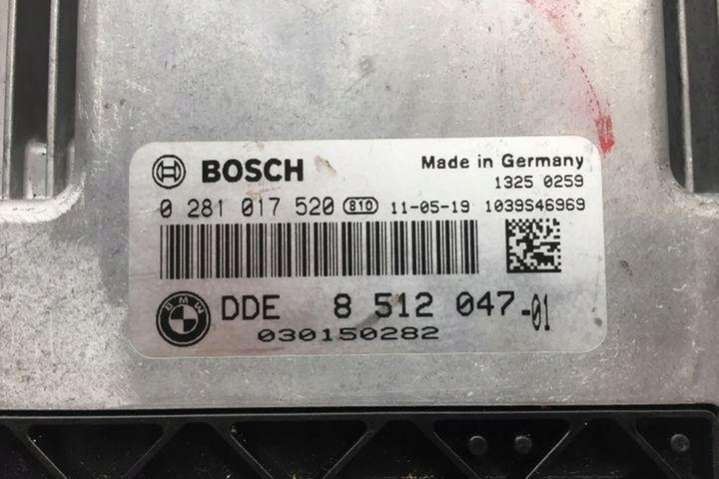 BOSCH Made in Germany
1325 0259
0 281 017 520 810 11-05-19 1039S46969
BMW DDE 8 512 047-01
030150282